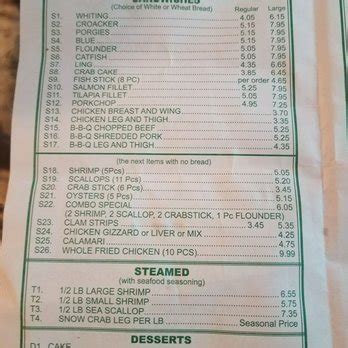 SANDWICHES
(Choice of White or Wheat Bread) Regular Large
S1. WHITING 4.05 6.15
S2. CROACKER 5.15 7.95
S3. PORGIES 5.05 7.95
S4. BLUE 5.05 7.95
S5. FLOUNDER 5.05 7.95
S6. CATFISH 5.05 7.95
S7. LING 4.35 6.65
S8. CRAB CAKE 3.85 6.45
S9. FISH STICK (8 PC) per order 4.65
S10. SALMON FILLET 5.15 7.95
S11. TILAPIA FILLET 5.05 7.95
S12. PORKCHOP 4.95 7.25
S13. CHICKEN BREAST AND WING 3.70
S14. CHICKEN LEG AND THIGH 3.35
S15. B-B-Q CHOPPED BEEF 5.05
S16. B-B-Q SHREDDED PORK 5.05
S17. B-B-Q LEG AND THIGH 4.35
(the next Items with no bread)
S18. SHRIMP (5Pcs) 5.05
S19. SCALLOPS (11 Pcs) 5.20
S20. CRAB STICK (6 Pcs) 3.45
S21. OYSTERS (5 Pcs) 5.15
S22. COMBO SPECIAL 6.05
(2 SHRIMP, 2 SCALLOP, 2 CRABSTICK, 1 Pc FLOUNDER)
S23. CLAM STRIPS 3.45 5.35
S24. CHICKEN GIZZARD or LIVER or MIX 4.25
S25. CALAMARI 5.75
S26. WHOLE FRIED CHICKEN (10 PCS) 9.99
STEAMED
(with seafood seasoning)
T1. 1/2 LB LARGE SHRIMP 6.55
T2. 1/2 LB SMALL SHRIMP 5.75
T3. 1/2 LB SEA SCALLOP 7.35
T4. SNOW CRAB LEG PER LB Seasonal Price
DESSERTS
D1. CAKE